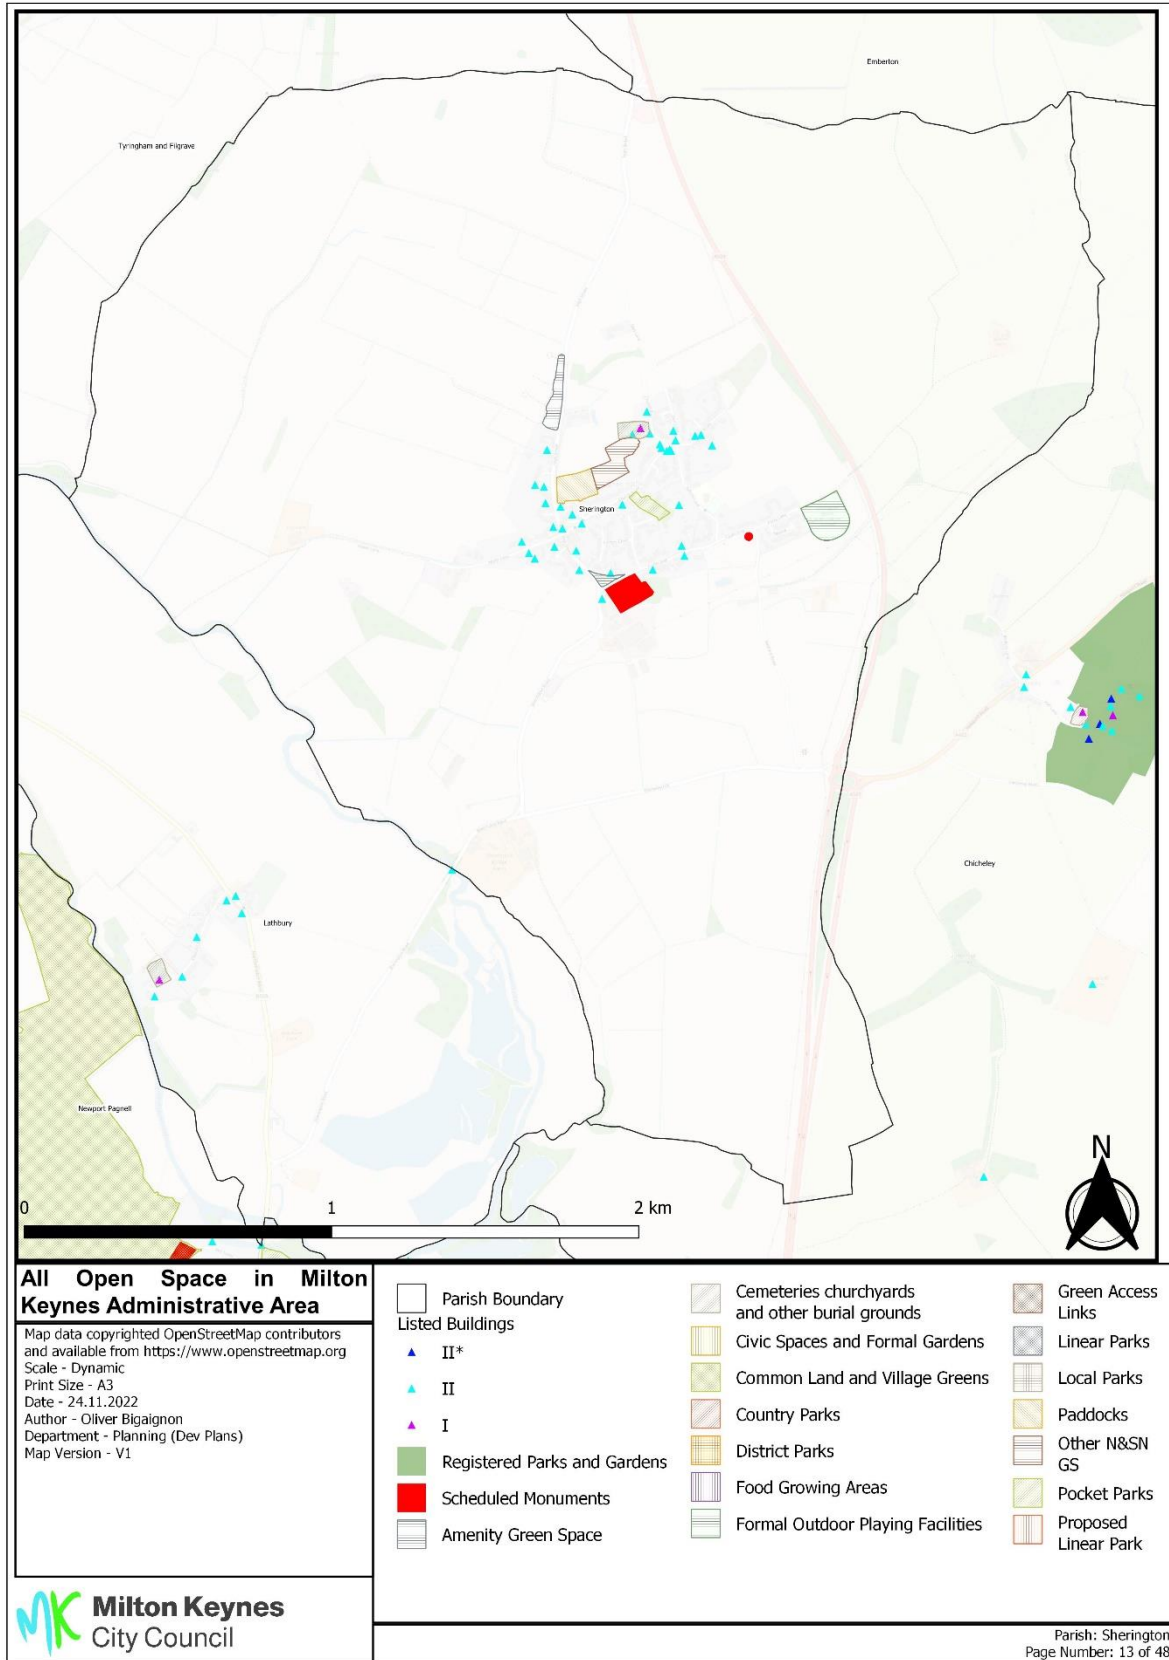 Emberton
Tyringham and Filgrave
Sherington
Chicheley
Lathbury
Newport Pagnell
N
0
1
2 km
All Open Space in Milton
Keynes Administrative Area
Map data copyrighted OpenStreetMap contributors
and available from https://www.openstreetmap.org
Scale - Dynamic
Print Size - A3
Date - 24.11.2022
Author - Oliver Bigaignon
Department - Planning (Dev Plans)
Map Version - V1
MK Milton Keynes
City Council
Parish Boundary
Listed Buildings
II*
II
I
Registered Parks and Gardens
Scheduled Monuments
Amenity Green Space
Cemeteries churchyards
and other burial grounds
Civic Spaces and Formal Gardens
Common Land and Village Greens
Country Parks
District Parks
Food Growing Areas
Formal Outdoor Playing Facilities
Green Access
Links
Linear Parks
Local Parks
Paddocks
Other N&SN
GS
Pocket Parks
Proposed
Linear Park
Parish: Sherington
Page Number: 13 of 48